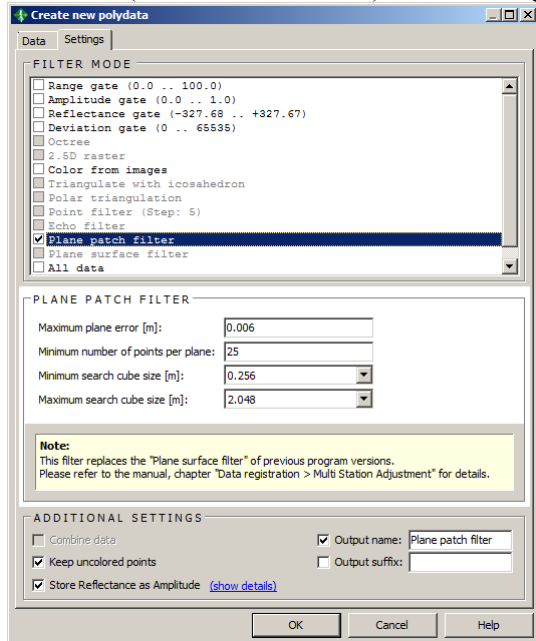 Create new polydata
Data Settings
FILTER MODE
Range gate (0.0 .. 100.0)
Amplitude gate (0.0 .. 1.0)
Reflectance gate (-327.68 .. +327.67)
Deviation gate (0 .. 65535)
Octree
2.5D raster
Color from images
Triangulate with icosahedron
Polar triangulation
Point filter (Step: 5)
Echo filter
Plane patch filter
Plane surface filter
All data
PLANE PATCH FILTER
Maximum plane error [m]: 0.006
Minimum number of points per plane: 25
Minimum search cube size [m]: 0.256
Maximum search cube size [m]: 2.048
Note:
This filter replaces the "Plane surface filter" of previous program versions.
Please refer to the manual, chapter "Data registration > Multi Station Adjustment" for details.
ADDITIONAL SETTINGS
Combine data Output name: Plane patch filter
Keep uncolored points Output suffix:
Store Reflectance as Amplitude (show details)
OK Cancel Help